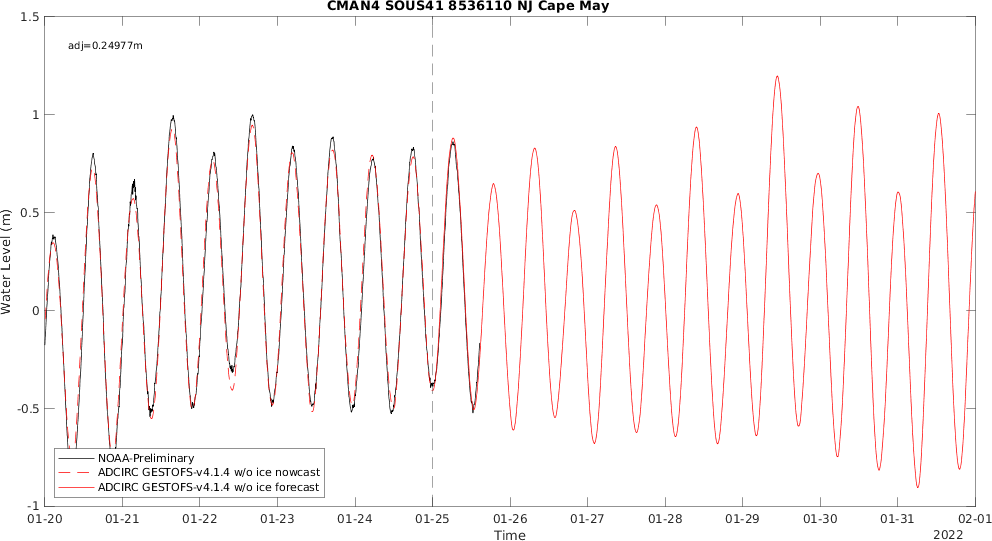 CMAN4 SOUS41 8536110 NJ Cape May
adj=0.24977m
1.5
1
0.5
0
-0.5
-1
Water Level (m)
NOAA-Preliminary
ADCIRC GESTOFS-v4.1.4 w/o ice nowcast
ADCIRC GESTOFS-v4.1.4 w/o ice forecast
01-20 01-21 01-22 01-23 01-24 01-25 01-26 01-27 01-28 01-29 01-30 01-31 02-01
Time
2022